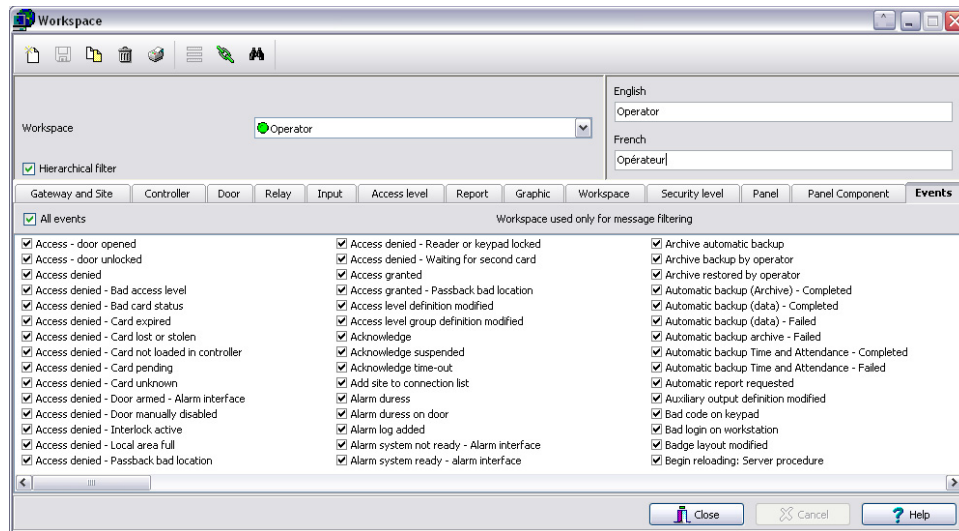 Workspace
English
Operator
Workspace
Operator
French
Opérateur
Hierarchical filter
Gateway and Site Controller Door Relay Input Access level Report Graphic Workspace Security level Panel Panel Component Events
All events Workspace used only for message filtering
Access - door opened Access denied - Reader or keypad locked Archive automatic backup
Access - door unlocked Access denied - Waiting for second card Archive backup by operator
Access denied Access granted Archive restored by operator
Access denied - Bad access level Access granted - Passback bad location Automatic backup (Archive) - Completed
Access denied - Bad card status Access level definition modified Automatic backup (data) - Completed
Access denied - Card expired Access level group definition modified Automatic backup (data) - Failed
Access denied - Card lost or stolen Acknowledge Automatic backup archive - Failed
Access denied - Card not loaded in controller Acknowledge suspended Automatic backup Time and Attendance - Completed
Access denied - Card pending Acknowledge time-out Automatic backup Time and Attendance - Failed
Access denied - Card unknown Add site to connection list Automatic report requested
Access denied - Door armed - Alarm interface Alarm duress Auxiliary output definition modified
Access denied - Door manually disabled Alarm duress on door Bad code on keypad
Access denied - Interlock active Alarm log added Bad login on workstation
Access denied - Local area full Alarm system not ready - Alarm interface Badge layout modified
Access denied - Passback bad location Alarm system ready - alarm interface Begin reloading: Server procedure
Close Cancel Help